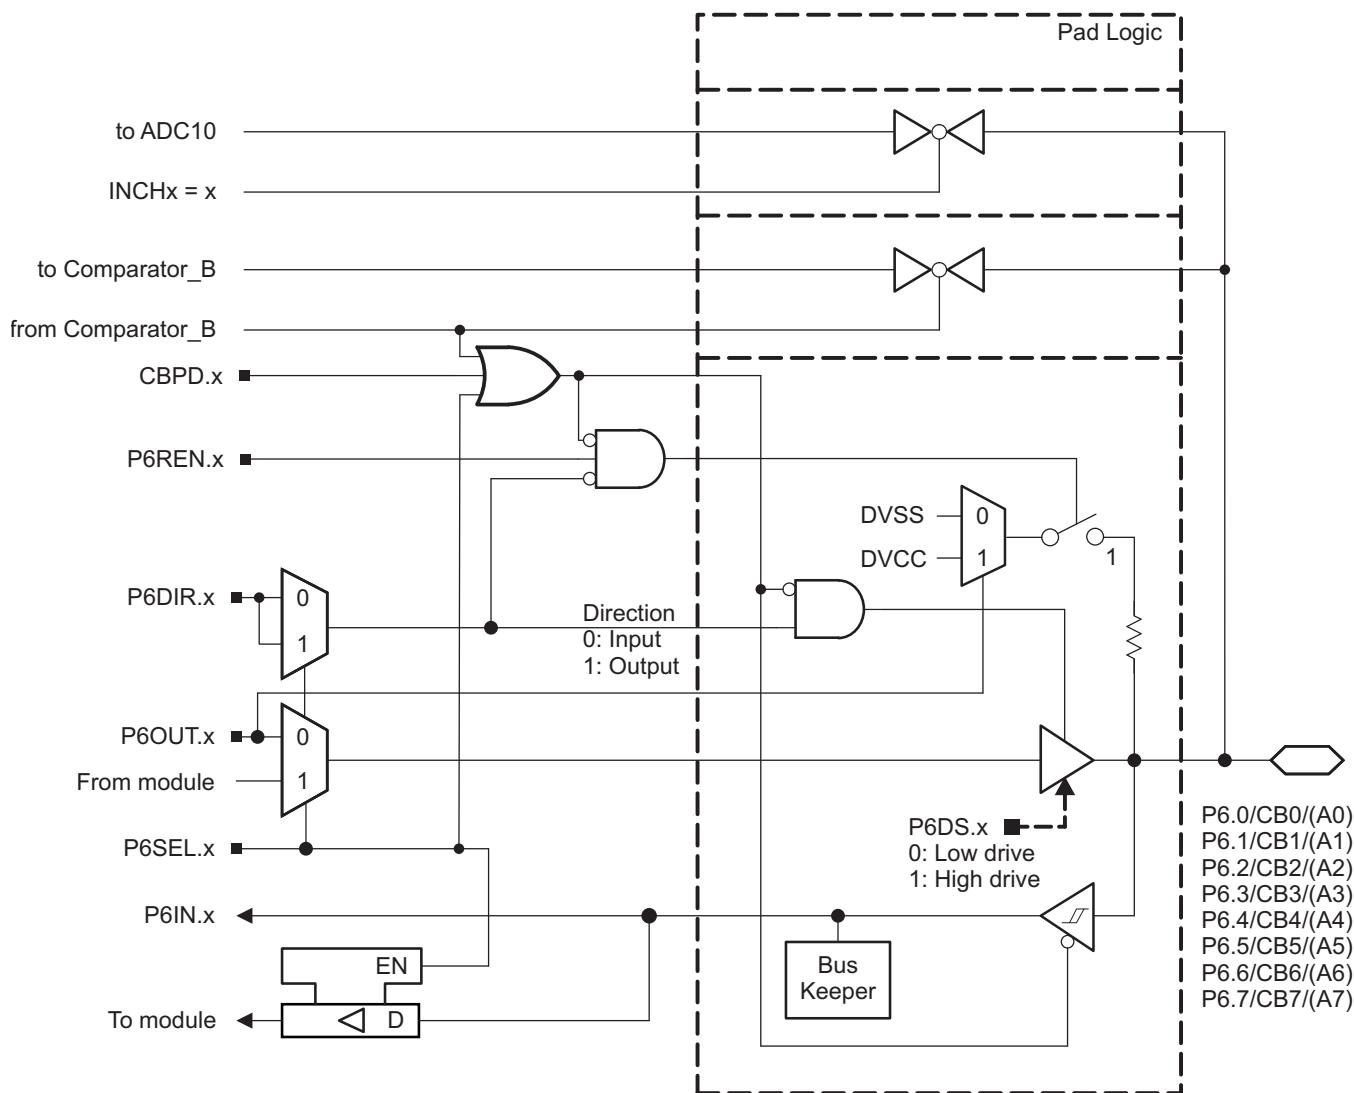 Pad Logic
to ADC10
INCHx = x
to Comparator_B
from Comparator_B
CBPD.x
P6REN.x
DVSS
0
DVCC
1
1
P6DIR.x
0
1
Direction
0: Input
1: Output
P6OUT.x
0
From module
1
P6SEL.x
P6DS.x
0: Low drive
1: High drive
P6IN.x
EN
Bus
Keeper
To module
D
P6.0/CB0/(A0)
P6.1/CB1/(A1)
P6.2/CB2/(A2)
P6.3/CB3/(A3)
P6.4/CB4/(A4)
P6.5/CB5/(A5)
P6.6/CB6/(A6)
P6.7/CB7/(A7)